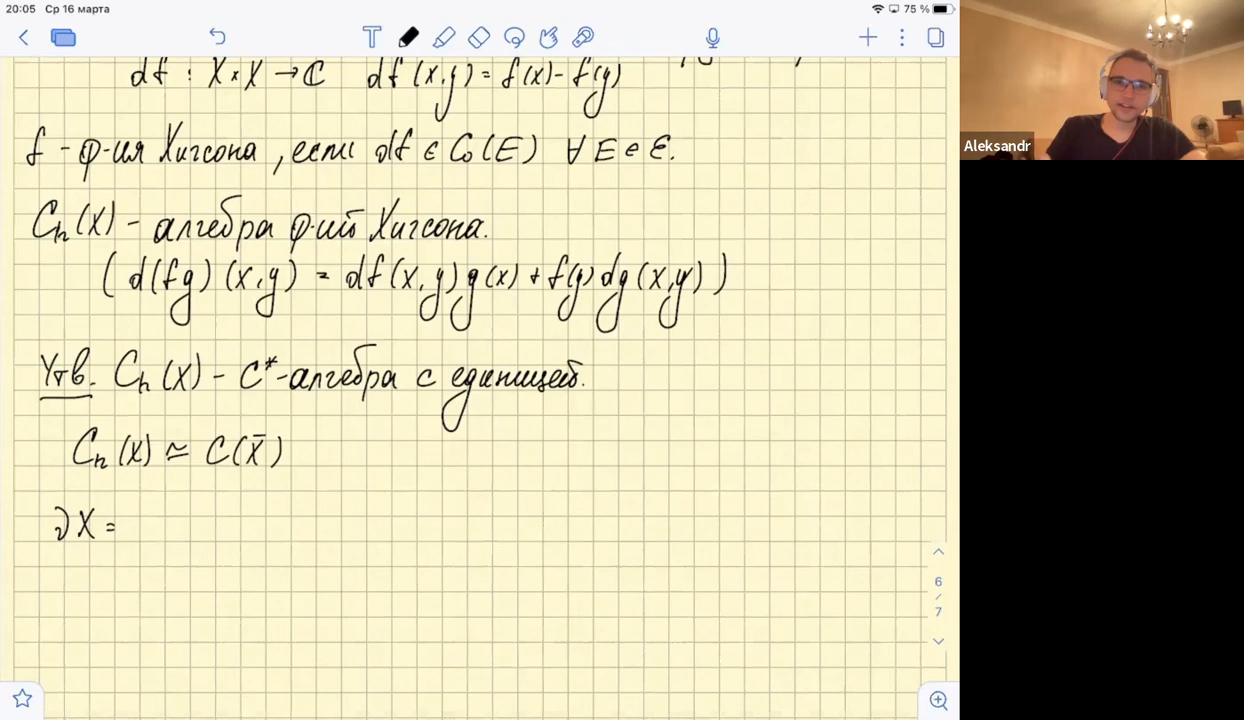 20:05 Ср 16 марта
75 %
df : X × X → ℂ df (x,y) = f(x) - f(y)
f - ф-ия Хигсона, если df ∈ C₀(E) ∀ E ∈ ℰ.
Cₕ(X) - алгебра ф-ий Хигсона.
( d(fg) (x,y) = df(x,y) g(x) + f(y) dg(x,y) )
Утв. Cₕ(X) - C*-алгебра с единицей.
Cₕ(X) ≃ C(X̄)
∂X =
6
/
7
Aleksandr